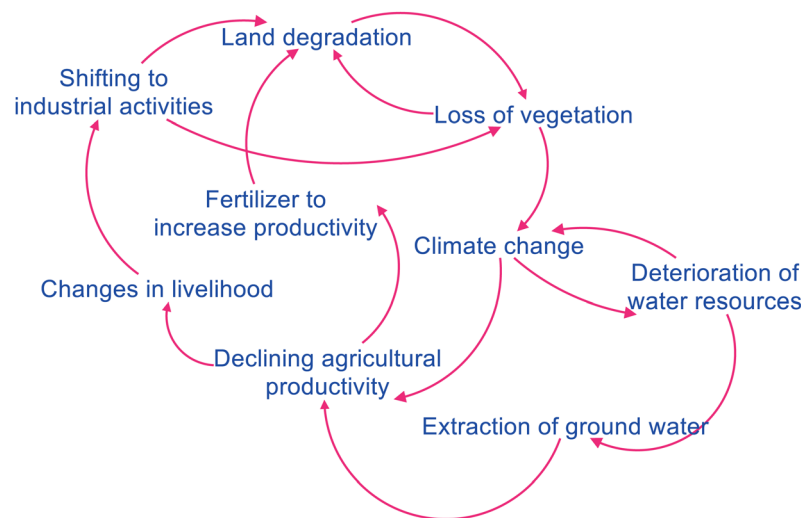 Land degradation
Shifting to
industrial activities
Loss of vegetation
Fertilizer to
increase productivity
Climate change
Deterioration of
water resources
Changes in livelihood
Declining agricultural
productivity
Extraction of ground water